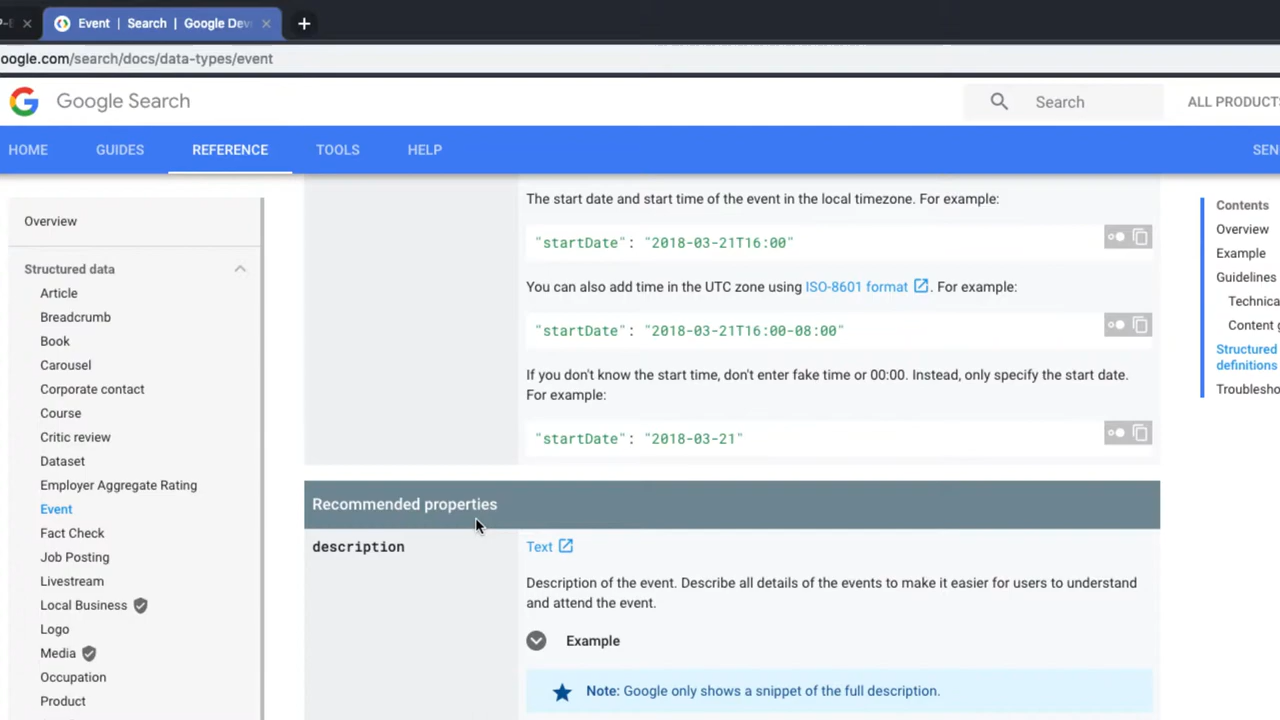 Event | Search | Google Dev
oogle.com/search/docs/data-types/event
Google Search
Search
ALL PRODUCTS
HOME
GUIDES
REFERENCE
TOOLS
HELP
SEN
Overview
Structured data
Article
Breadcrumb
Book
Carousel
Corporate contact
Course
Critic review
Dataset
Employer Aggregate Rating
Event
Fact Check
Job Posting
Livestream
Local Business
Logo
Media
Occupation
Product
The start date and start time of the event in the local timezone. For example:
"startDate": "2018-03-21T16:00"
You can also add time in the UTC zone using ISO-8601 format. For example:
"startDate": "2018-03-21T16:00-08:00"
If you don't know the start time, don't enter fake time or 00:00. Instead, only specify the start date.
For example:
"startDate": "2018-03-21"
Recommended properties
description
Text
Description of the event. Describe all details of the events to make it easier for users to understand
and attend the event.
Example
Note: Google only shows a snippet of the full description.
Contents
Overview
Example
Guidelines
Technica
Content g
Structured
definitions
Troublesho